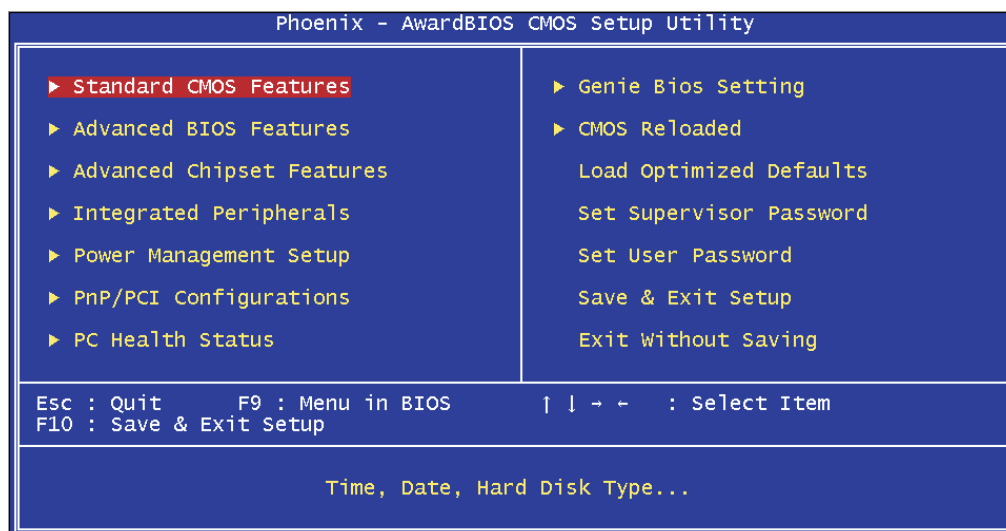 Phoenix - AwardBIOS CMOS Setup Utility
▶ Standard CMOS Features
▶ Advanced BIOS Features
▶ Advanced Chipset Features
▶ Integrated Peripherals
▶ Power Management Setup
▶ PnP/PCI Configurations
▶ PC Health Status
▶ Genie Bios Setting
▶ CMOS Reloaded
Load Optimized Defaults
Set Supervisor Password
Set User Password
Save & Exit Setup
Exit Without Saving
Esc : Quit F9 : Menu in BIOS ↑ ↓ → ← : Select Item
F10 : Save & Exit Setup
Time, Date, Hard Disk Type...